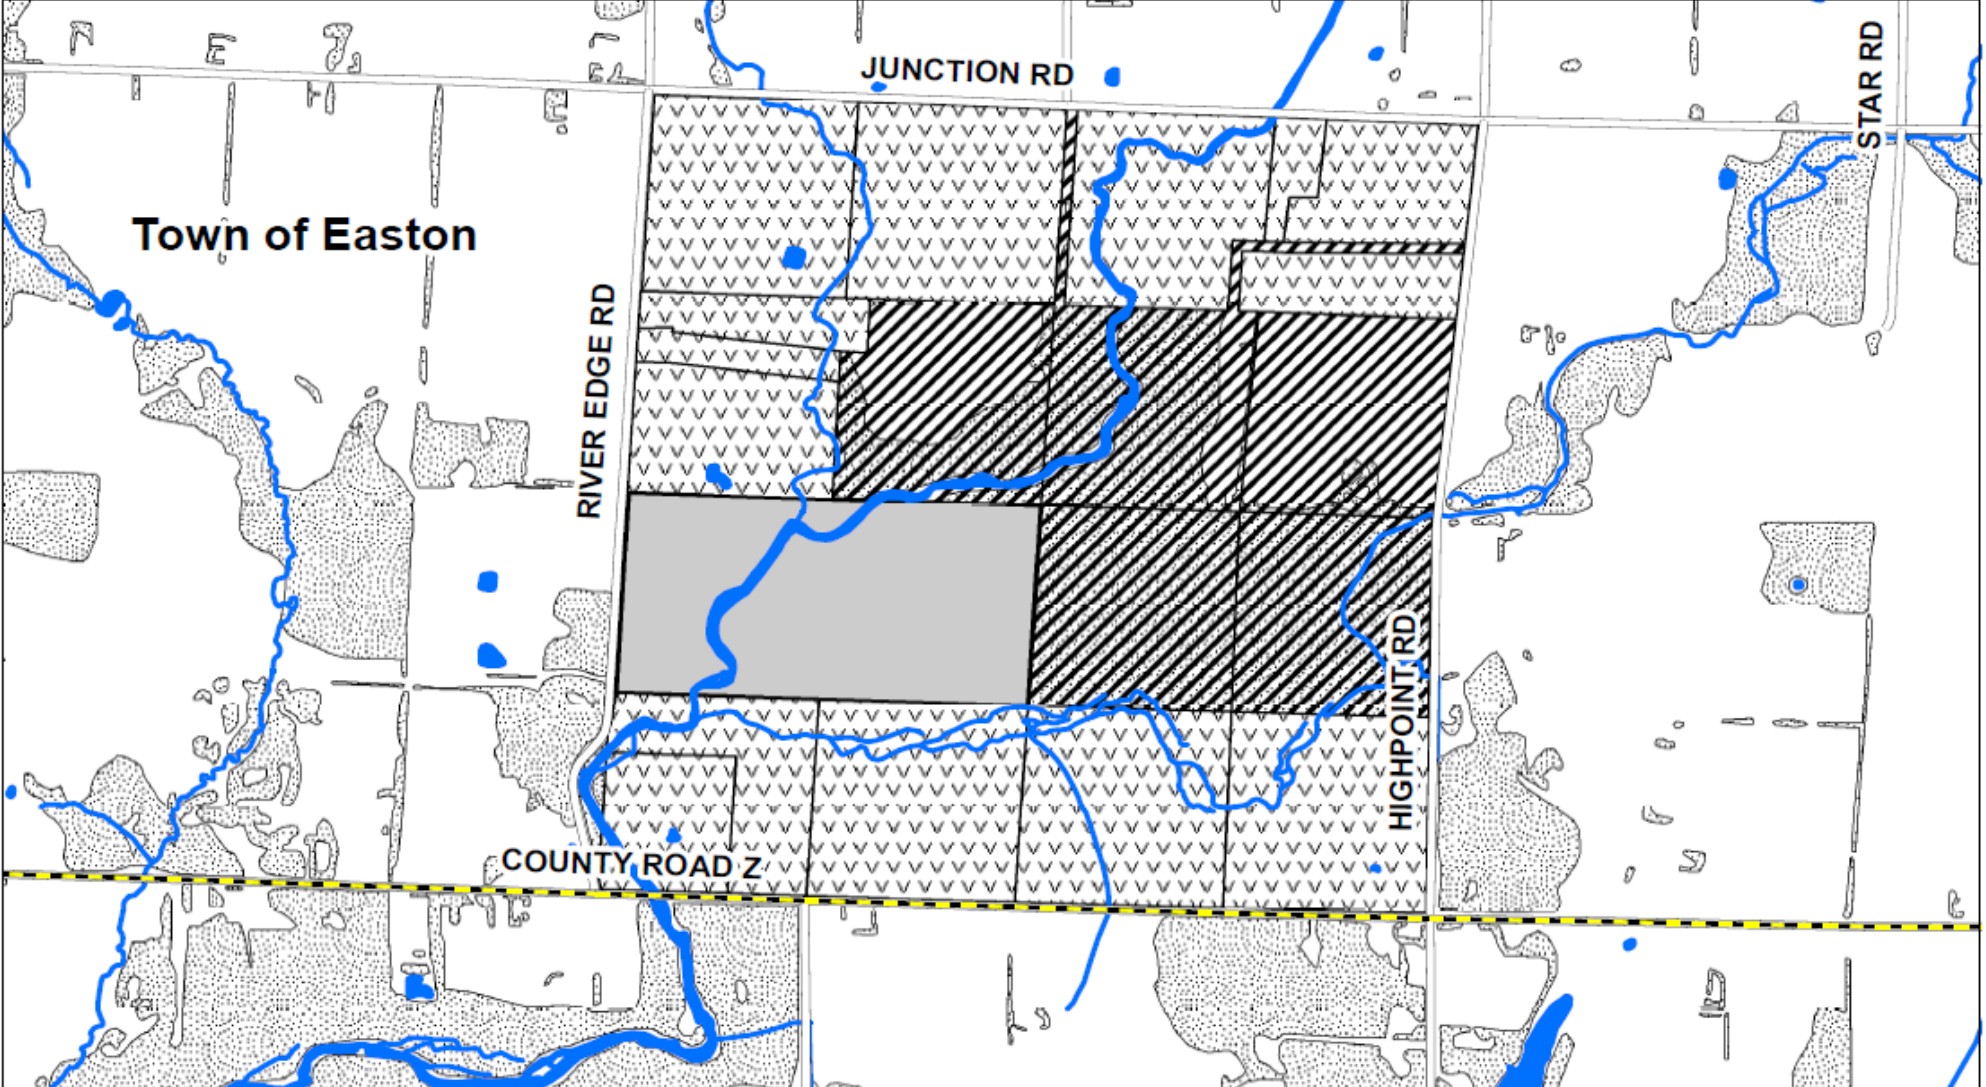 JUNCTION RD
STAR RD
Town of Easton
RIVER EDGE RD
HIGHPOINT RD
COUNTY ROAD Z